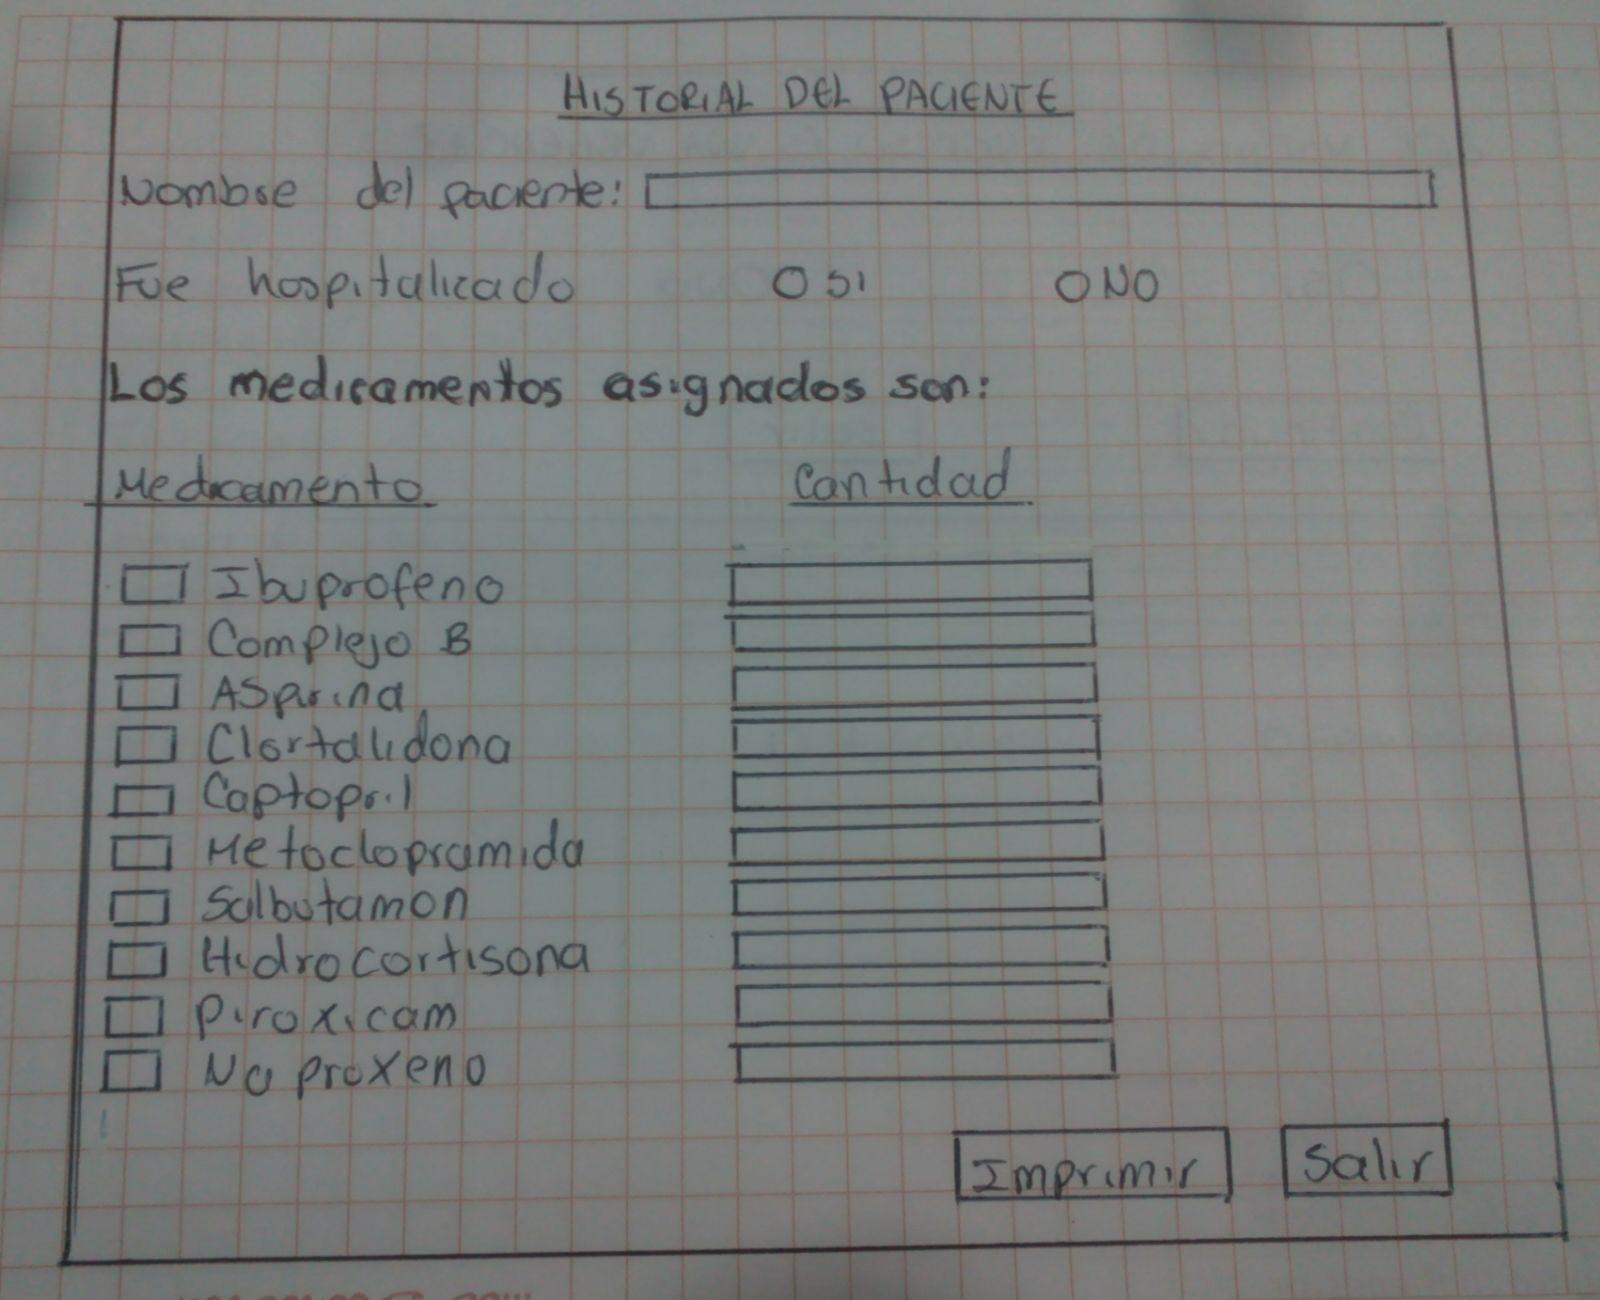 HISTORIAL DEL PACIENTE
Nombre del paciente:
Fue hospitalicado SI NO
Los medicamentos asignados son:
Medicamento Cantidad
Ibuprofeno
Complejo B
ASpirina
Clortalidona
Captopril
Metoclopramida
Salbutamon
Hidrocortisona
Piroxicam
Naproxeno
Imprimir Salir